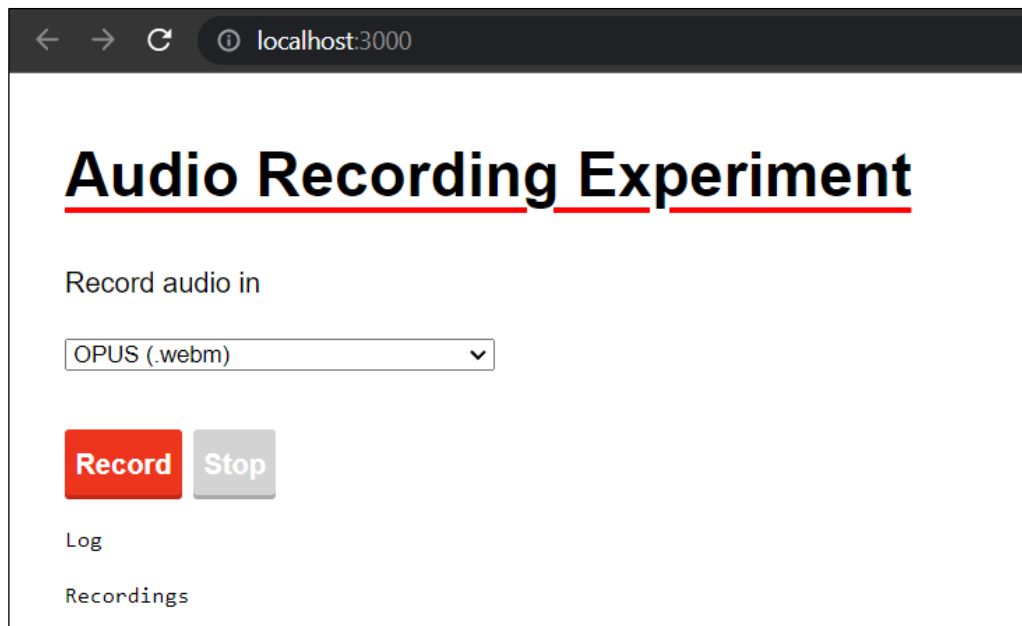 localhost:3000
Audio Recording Experiment
Record audio in
OPUS (.webm)
Record Stop
Log
Recordings